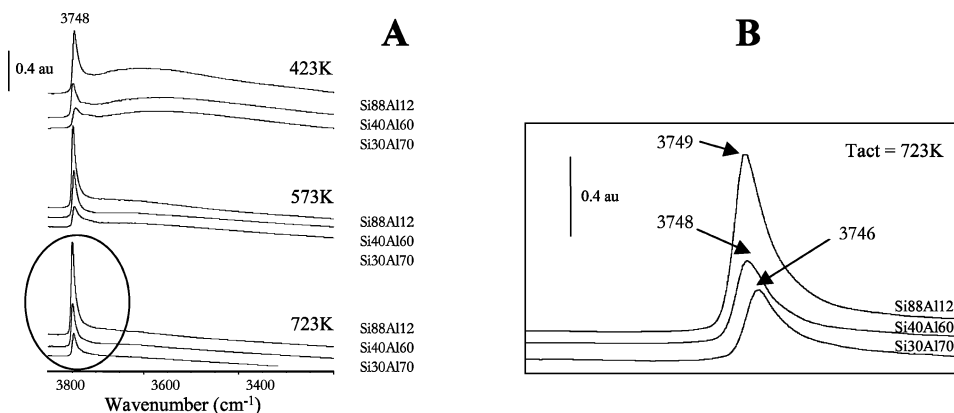 3748
A
0.4 au
423K
Si88Al12
Si40Al60
Si30Al70
573K
Si88Al12
Si40Al60
Si30Al70
723K
Si88Al12
Si40Al60
Si30Al70
3800 3600 3400
Wavenumber (cm-1)
B
3749
Tact = 723K
0.4 au
3748
3746
Si88Al12
Si40Al60
Si30Al70